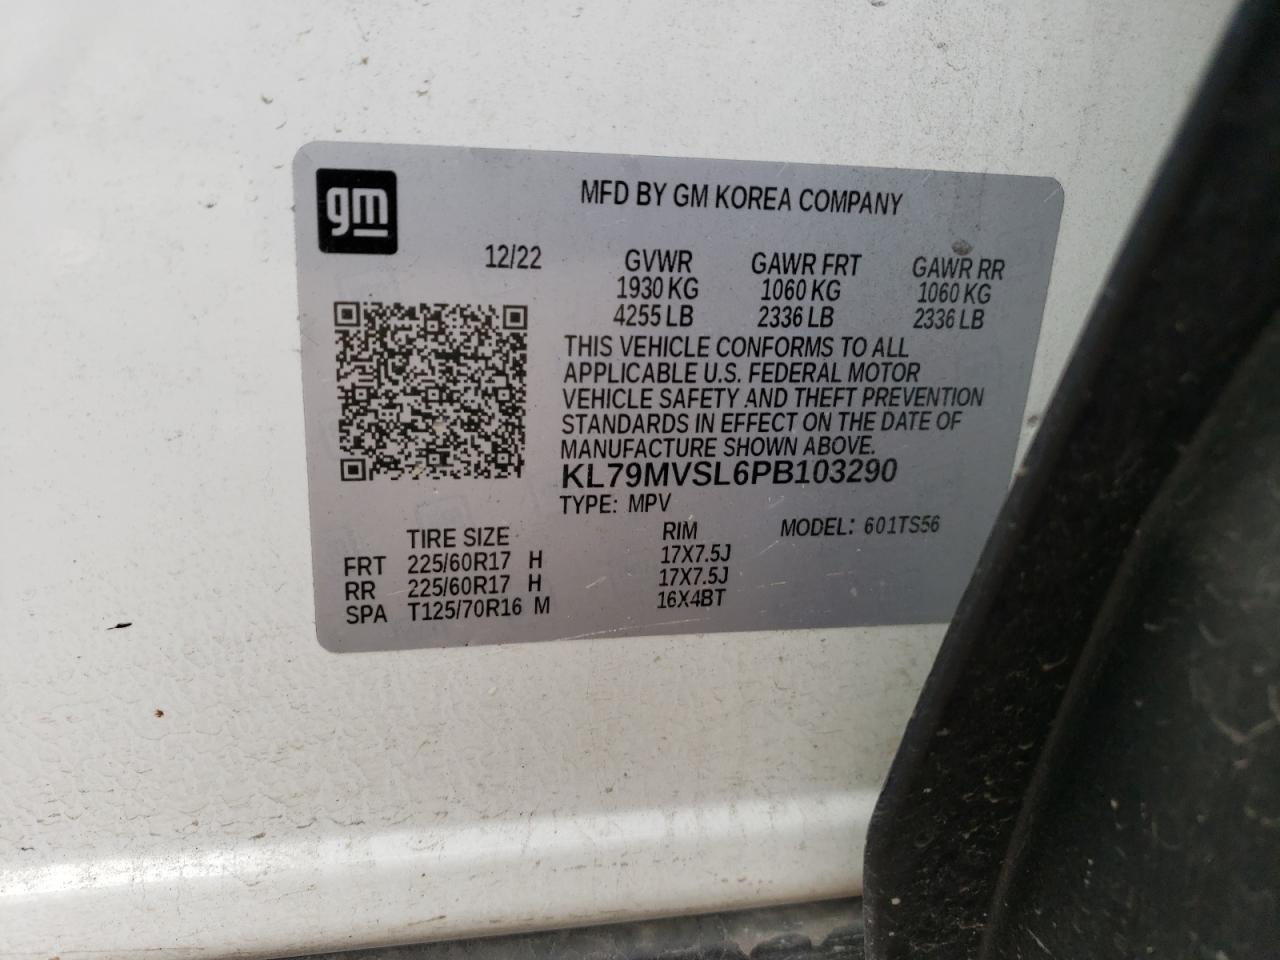 gm
MFD BY GM KOREA COMPANY
12/22 GVWR GAWR FRT GAWR RR
1930 KG 1060 KG 1060 KG
4255 LB 2336 LB 2336 LB
THIS VEHICLE CONFORMS TO ALL
APPLICABLE U.S. FEDERAL MOTOR
VEHICLE SAFETY AND THEFT PREVENTION
STANDARDS IN EFFECT ON THE DATE OF
MANUFACTURE SHOWN ABOVE.
KL79MVSL6PB103290
TYPE: MPV
TIRE SIZE RIM MODEL: 601TS56
FRT 225/60R17 H 17X7.5J
RR 225/60R17 H 17X7.5J
SPA T125/70R16 M 16X4BT